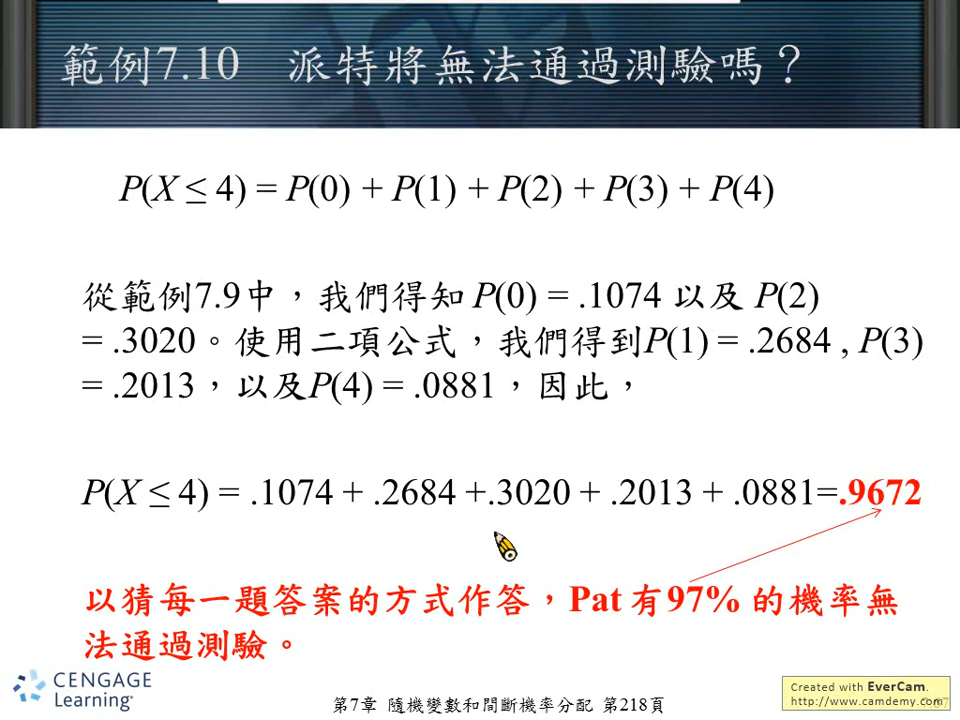 範例7.10 派特將無法通過測驗嗎？
P(X ≤ 4) = P(0) + P(1) + P(2) + P(3) + P(4)
從範例7.9中，我們得知 P(0) = .1074 以及 P(2)
= .3020。使用二項公式，我們得到P(1) = .2684 , P(3)
= .2013，以及P(4) = .0881，因此，
P(X ≤ 4) = .1074 + .2684 +.3020 + .2013 + .0881=.9672
以猜每一題答案的方式作答，Pat 有 97% 的機率無
法通過測驗。
CENGAGE
Learning™
第7章 隨機變數和間斷機率分配 第218頁
Created with EverCam.
http://www.camdemy.com